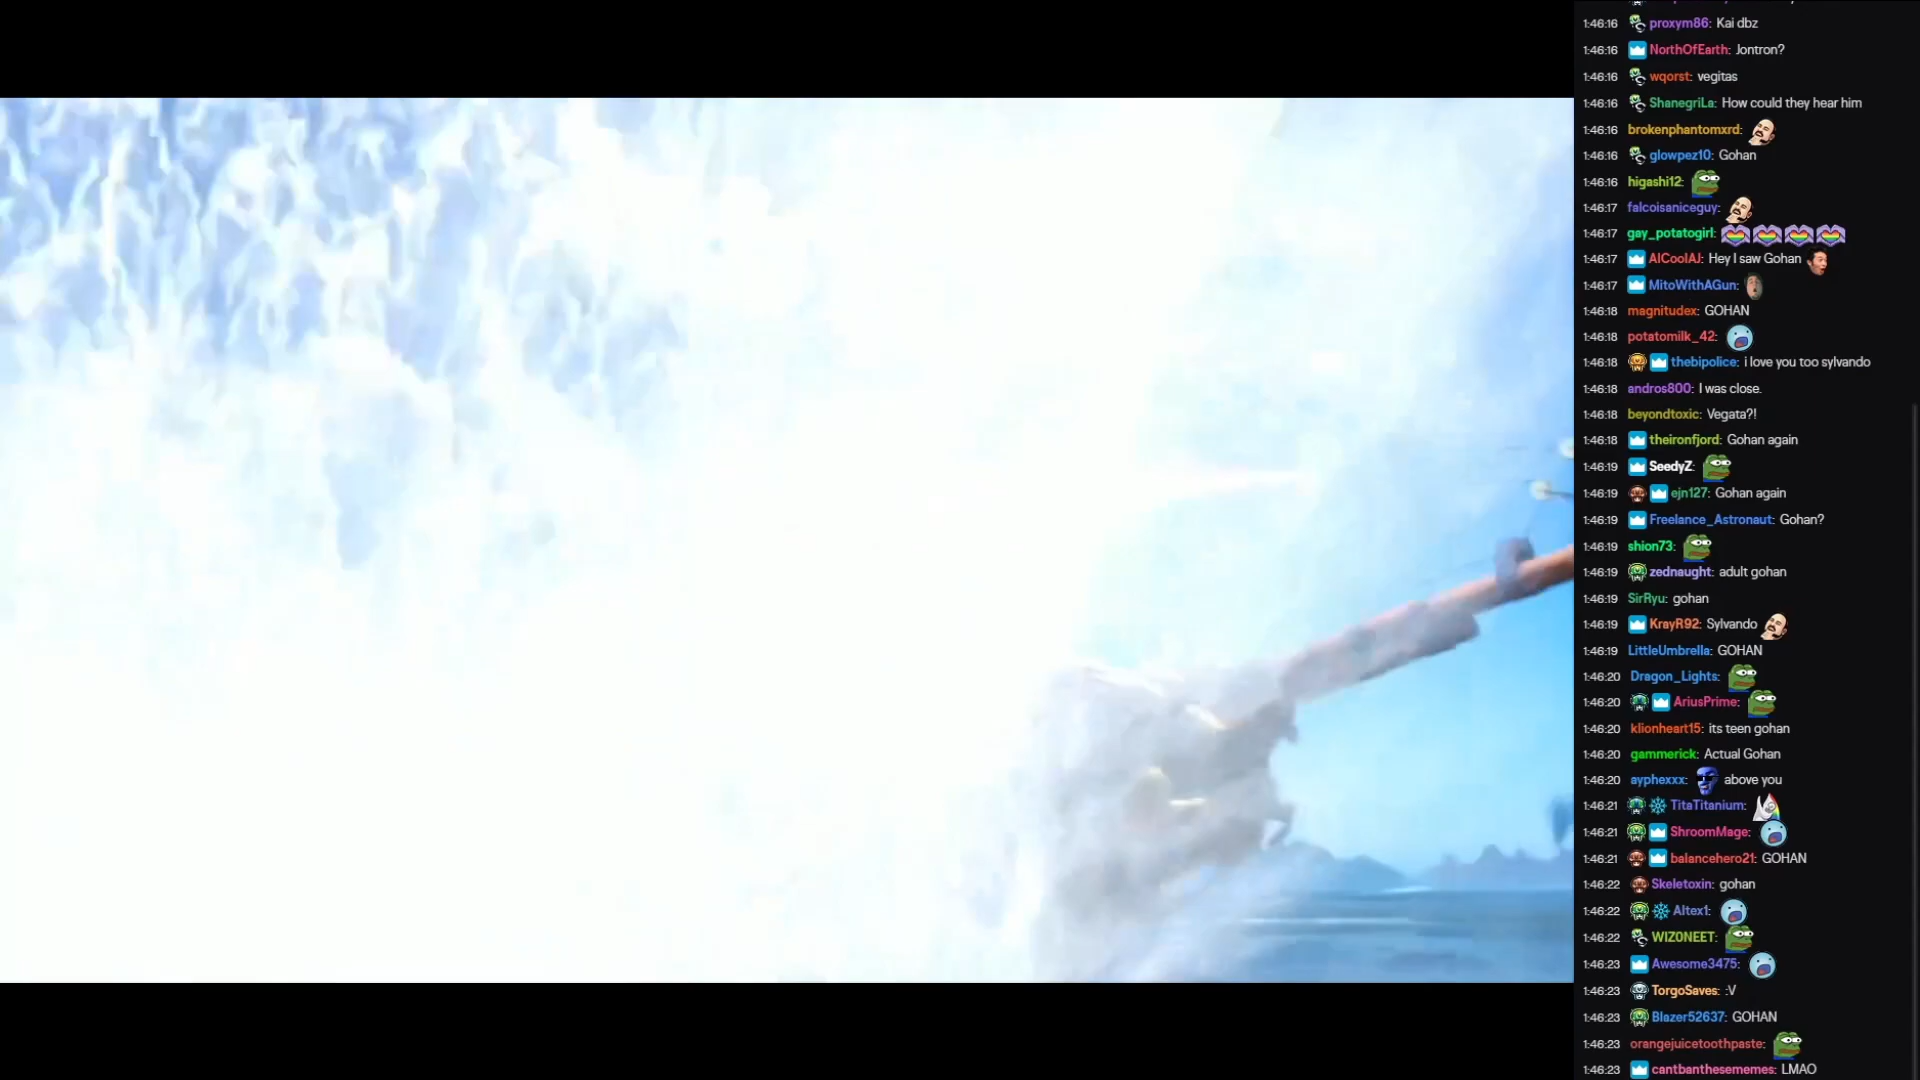 1:46:16 proxym86: Kai dbz
1:46:16 NorthOfEarth: Jontron?
1:46:16 wqorst: vegitas
1:46:16 ShanegriLa: How could they hear him
1:46:16 brokenphantomxrd:
1:46:16 glowpez10: Gohan
1:46:16 higashi12:
1:46:17 falcoisaniceguy:
1:46:17 gay_potatogirl:
1:46:17 AlCoolAJ: Hey I saw Gohan
1:46:17 MitoWithAGun:
1:46:18 magnitudex: GOHAN
1:46:18 potatomilk_42:
1:46:18 thebipolice: i love you too sylvando
1:46:18 andros800: I was close.
1:46:18 beyondtoxic: Vegata?!
1:46:18 theironfjord: Gohan again
1:46:19 SeedyZ:
1:46:19 ejn127: Gohan again
1:46:19 Freelance_Astronaut: Gohan?
1:46:19 shion73:
1:46:19 zednaught: adult gohan
1:46:19 SirRyu: gohan
1:46:19 KrayR92: Sylvando
1:46:19 LittleUmbrella: GOHAN
1:46:20 Dragon_Lights:
1:46:20 AriusPrime:
1:46:20 klionheart15: its teen gohan
1:46:20 gammerick: Actual Gohan
1:46:20 ayphexxx: above you
1:46:21 TitaTitanium:
1:46:21 ShroomMage:
1:46:21 balancehero21: GOHAN
1:46:22 Skeletoxin: gohan
1:46:22 Altex1:
1:46:22 WIZ0NEET:
1:46:23 Awesome3475:
1:46:23 TorgoSaves: :V
1:46:23 Blazer52637: GOHAN
1:46:23 orangejuicetoothpaste:
1:46:23 cantbanthesememes: LMAO